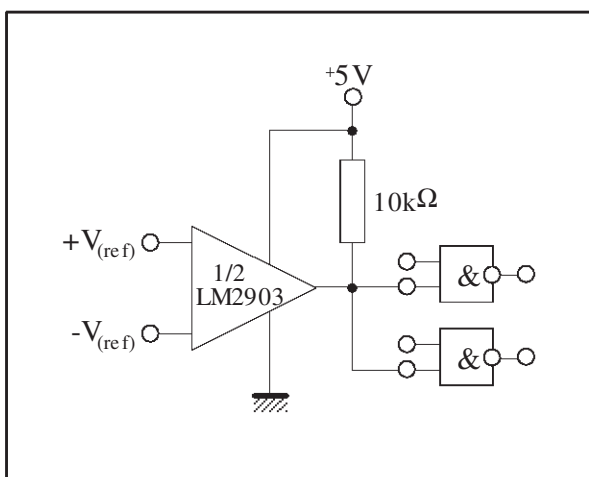 +5V
10kΩ
+V(ref)
1/2
LM2903
-V(ref)
&
&